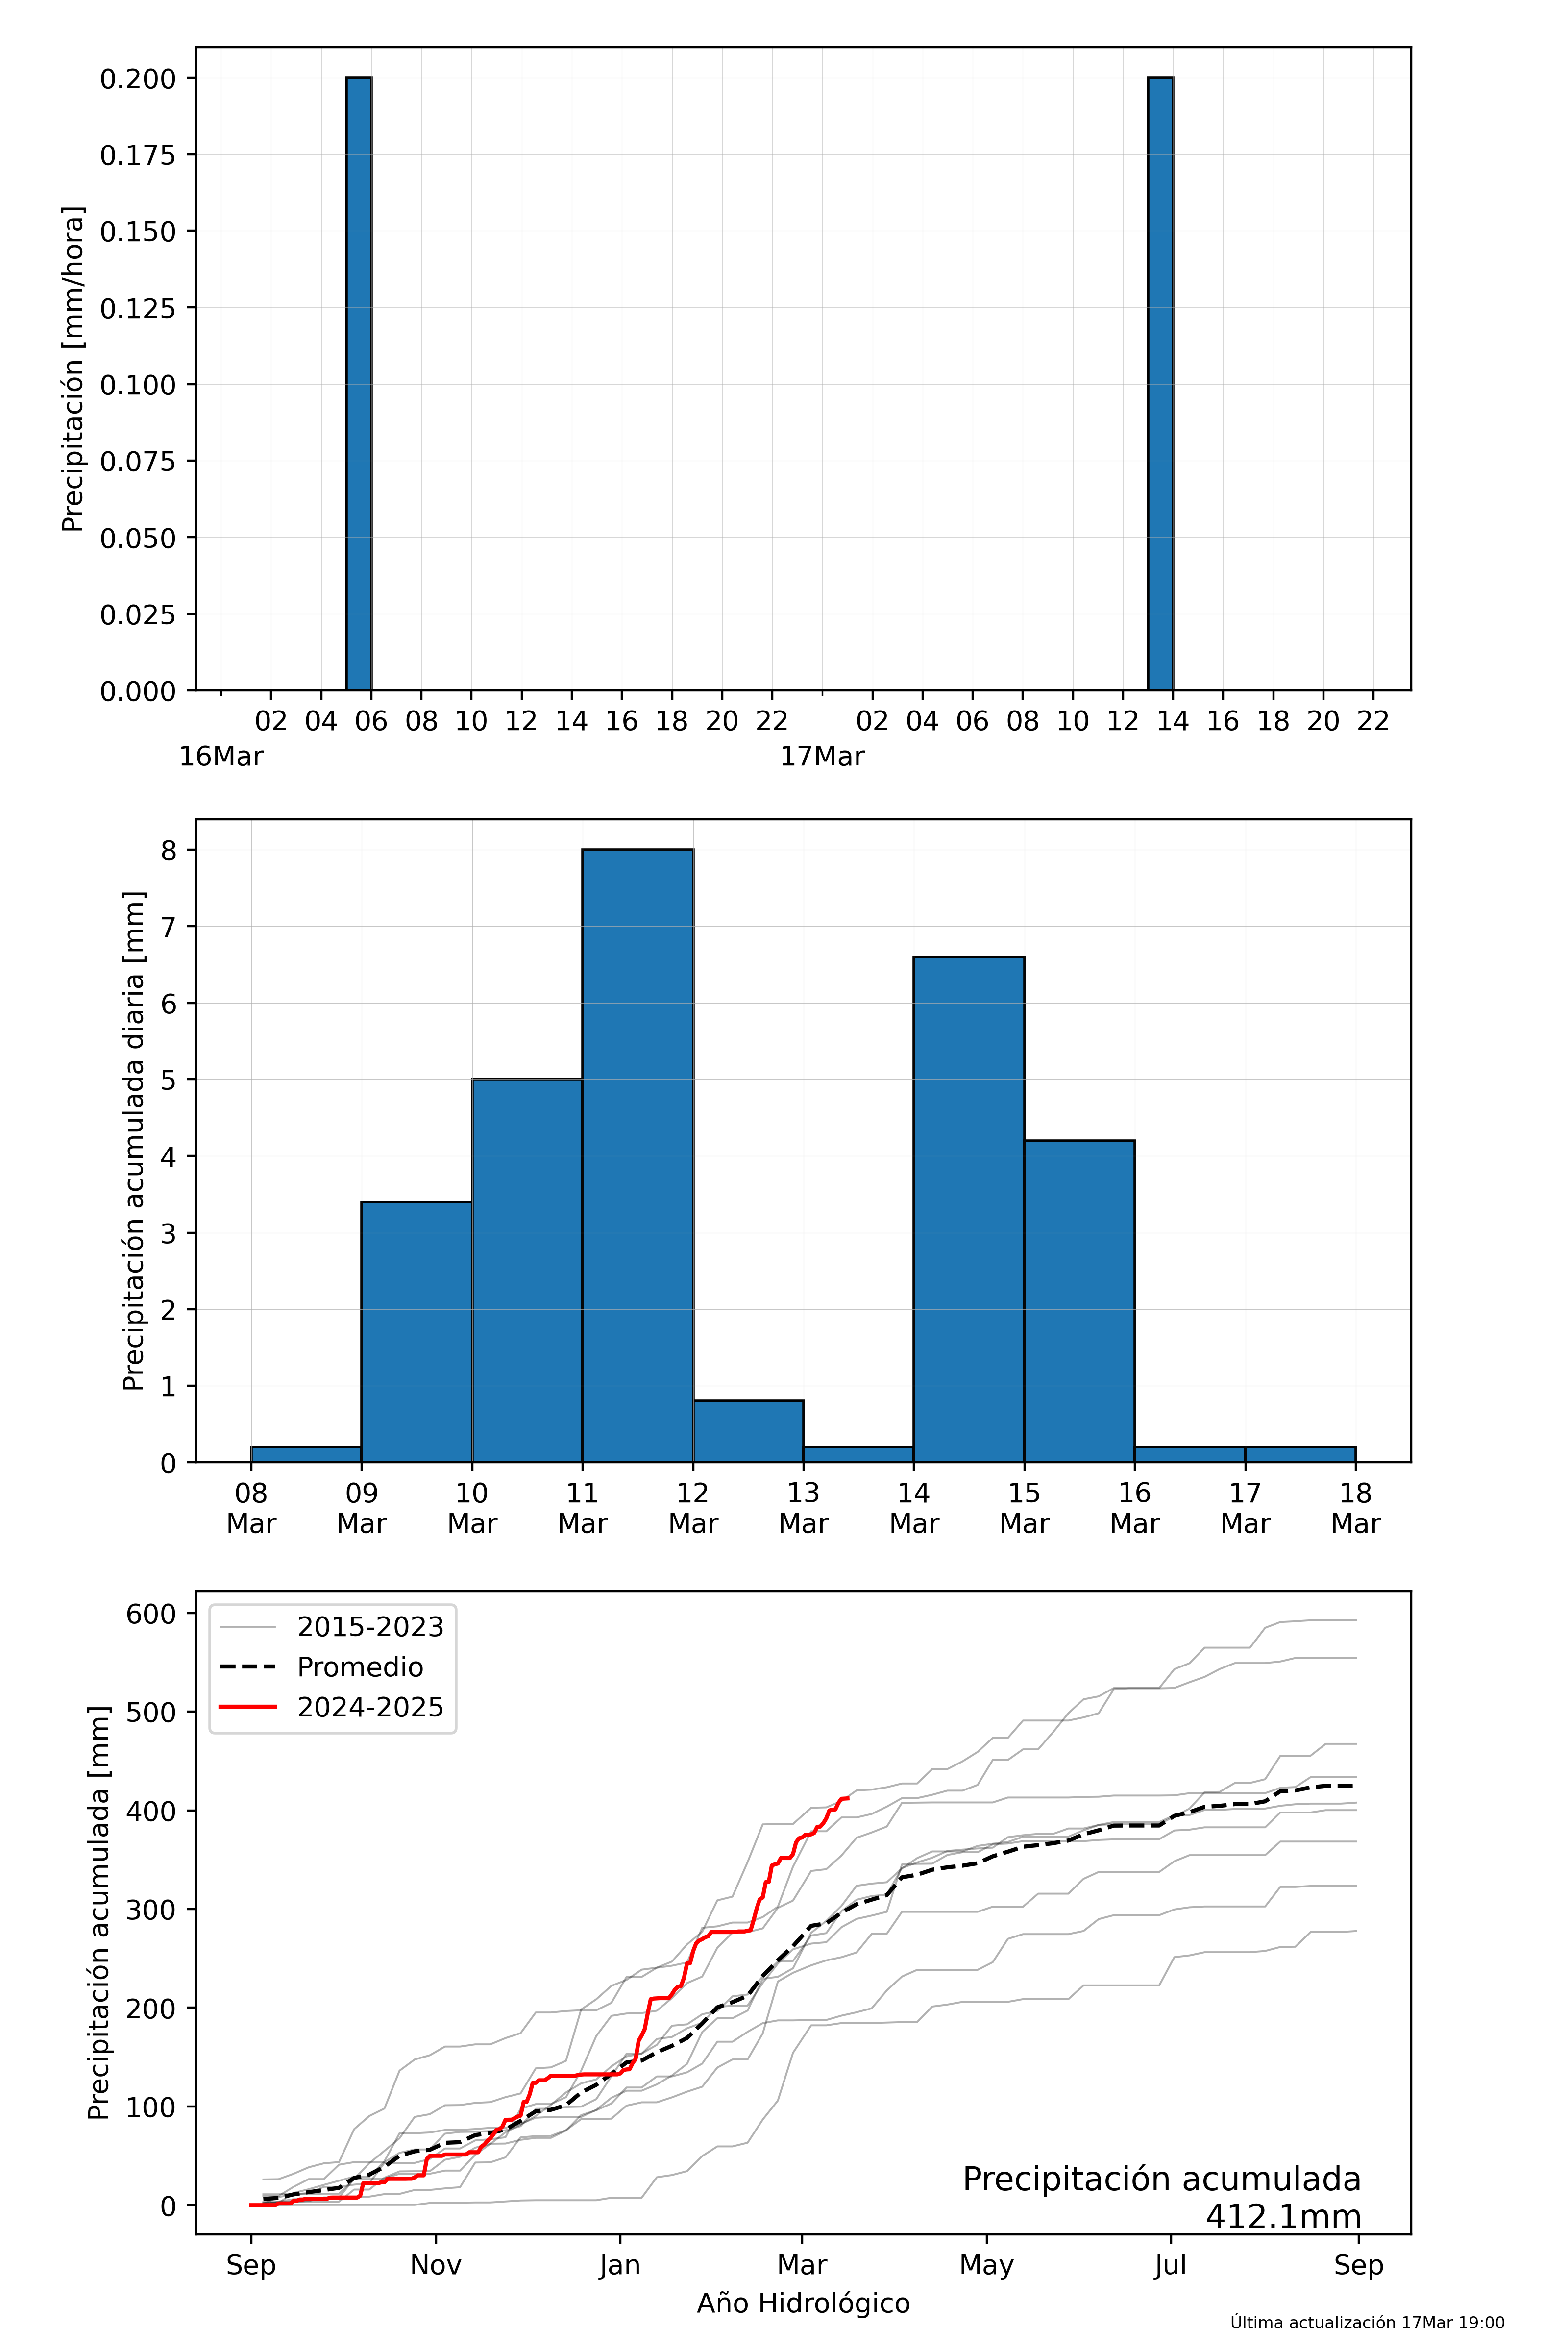 Precipitación [mm/hora]
0.200
0.175
0.150
0.125
0.100
0.075
0.050
0.025
0.000
02 04 06 08 10 12 14 16 18 20 22 02 04 06 08 10 12 14 16 18 20 22
16Mar 17Mar
Precipitación acumulada diaria [mm]
8
7
6
5
4
3
2
1
0
08 09 10 11 12 13 14 15 16 17 18
Mar Mar Mar Mar Mar Mar Mar Mar Mar Mar Mar
Precipitación acumulada [mm]
600
500
400
300
200
100
0
2015-2023
Promedio
2024-2025
Precipitación acumulada
412.1mm
Sep Nov Jan Mar May Jul Sep
Año Hidrológico
Última actualización 17Mar 19:00